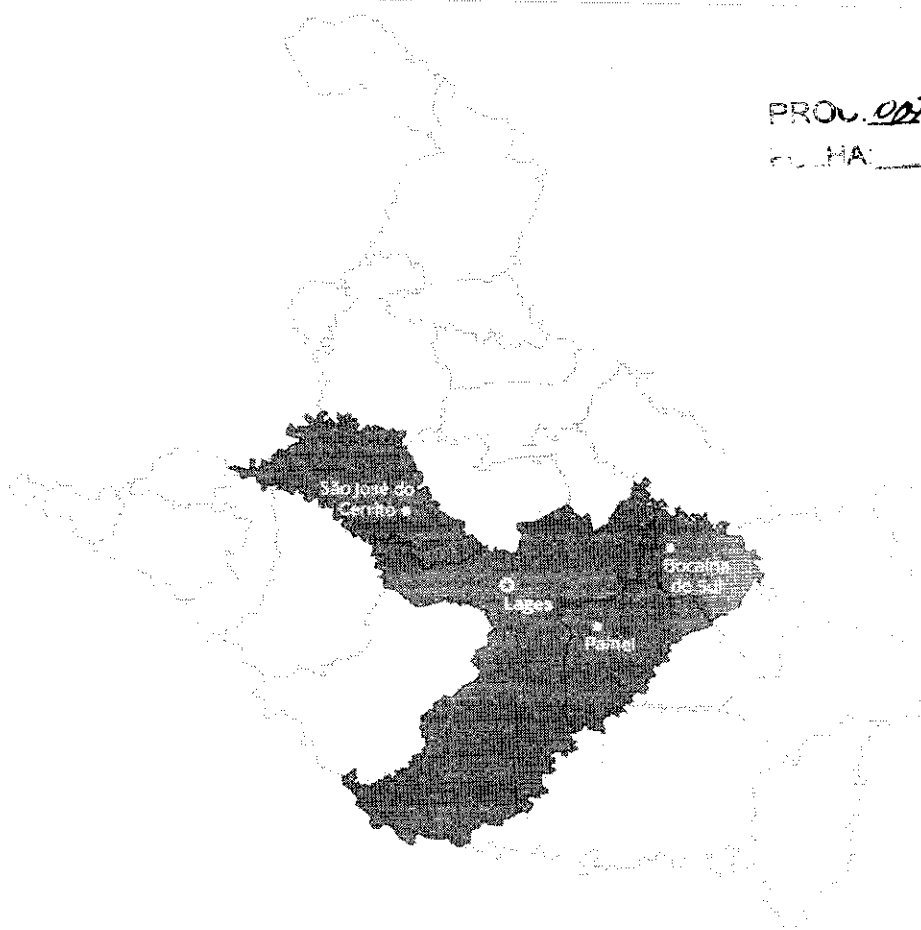 PROC.
São José do
Cerrito
Bocaina
do Sul
Lages
Painel